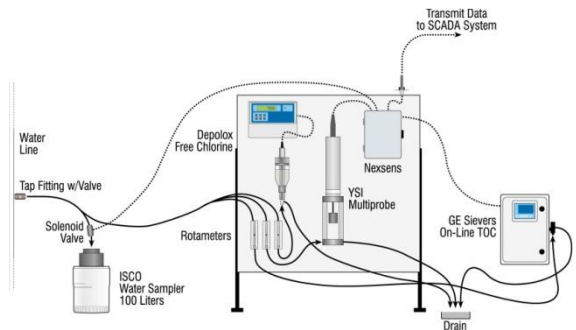 Transmit Data
to SCADA System
Water
Line
Depolox
Free Chlorine
Nexsens
Tap Fitting w/Valve
YSI
Multiprobe
GE Sievers
On-Line TOC
Solenoid
Valve
Rotameters
ISCO
Water Sampler
100 Liters
Drain